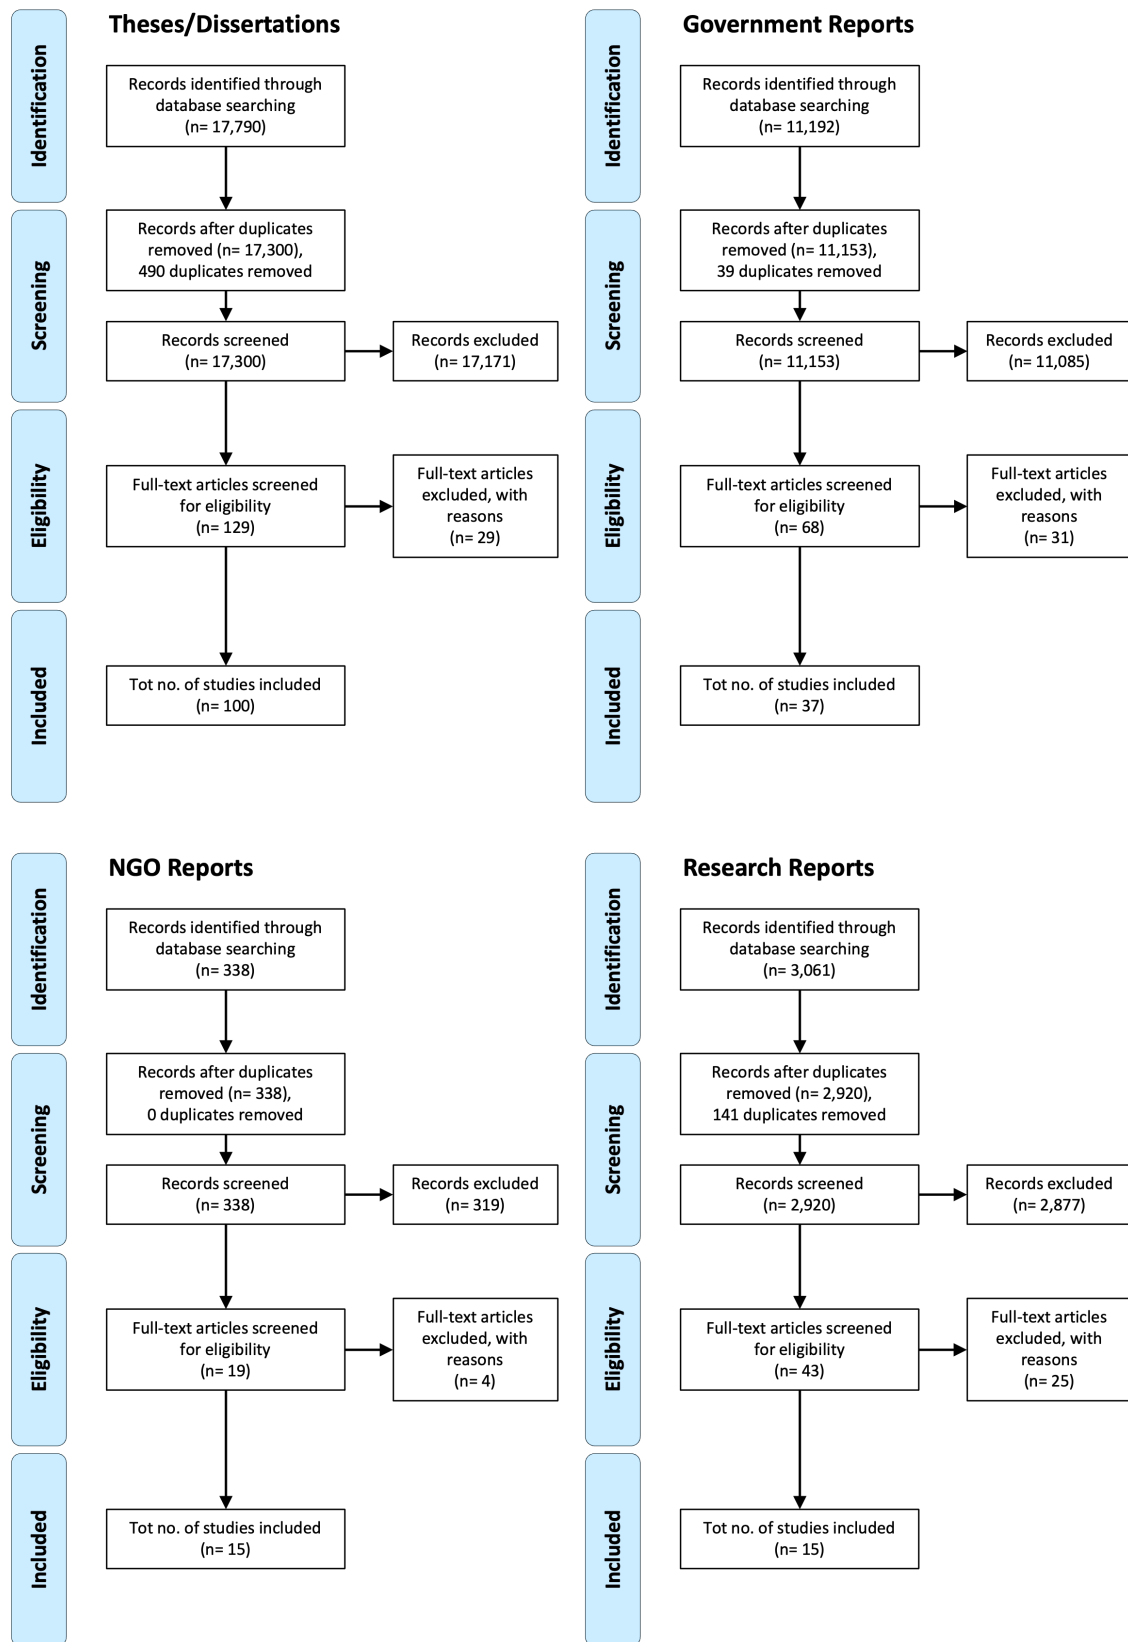 Theses/Dissertations
Identification
Records identified through
database searching
(n= 17,790)
Screening
Records after duplicates
removed (n= 17,300),
490 duplicates removed
Records screened
(n= 17,300)
Records excluded
(n= 17,171)
Eligibility
Full-text articles screened
for eligibility
(n= 129)
Full-text articles
excluded, with
reasons
(n= 29)
Included
Tot no. of studies included
(n= 100)
Government Reports
Identification
Records identified through
database searching
(n= 11,192)
Screening
Records after duplicates
removed (n= 11,153),
39 duplicates removed
Records screened
(n= 11,153)
Records excluded
(n= 11,085)
Eligibility
Full-text articles screened
for eligibility
(n= 68)
Full-text articles
excluded, with
reasons
(n= 31)
Included
Tot no. of studies included
(n= 37)
NGO Reports
Identification
Records identified through
database searching
(n= 338)
Screening
Records after duplicates
removed (n= 338),
0 duplicates removed
Records screened
(n= 338)
Records excluded
(n= 319)
Eligibility
Full-text articles screened
for eligibility
(n= 19)
Full-text articles
excluded, with
reasons
(n= 4)
Included
Tot no. of studies included
(n= 15)
Research Reports
Identification
Records identified through
database searching
(n= 3,061)
Screening
Records after duplicates
removed (n= 2,920),
141 duplicates removed
Records screened
(n= 2,920)
Records excluded
(n= 2,877)
Eligibility
Full-text articles screened
for eligibility
(n= 43)
Full-text articles
excluded, with
reasons
(n= 25)
Included
Tot no. of studies included
(n= 15)